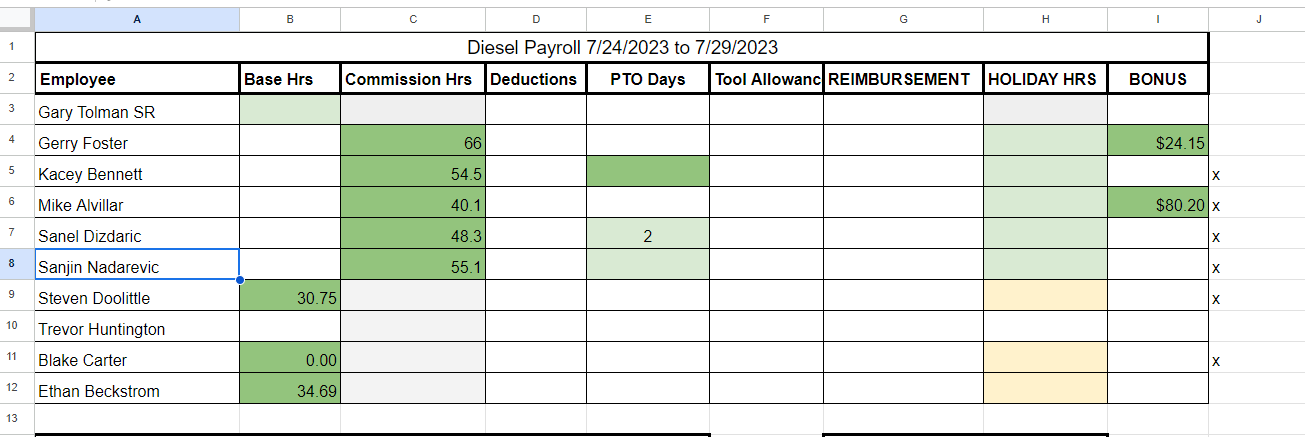 A B C D E F G H I J
1 Diesel Payroll 7/24/2023 to 7/29/2023
2 Employee Base Hrs Commission Hrs Deductions PTO Days Tool Allowanc REIMBURSEMENT HOLIDAY HRS BONUS
3 Gary Tolman SR
4 Gerry Foster 66 $24.15
5 Kacey Bennett 54.5 x
6 Mike Alvillar 40.1 $80.20 x
7 Sanel Dizdaric 48.3 2 x
8 Sanjin Nadarevic 55.1 x
9 Steven Doolittle 30.75 x
10 Trevor Huntington
11 Blake Carter 0.00 x
12 Ethan Beckstrom 34.69
13